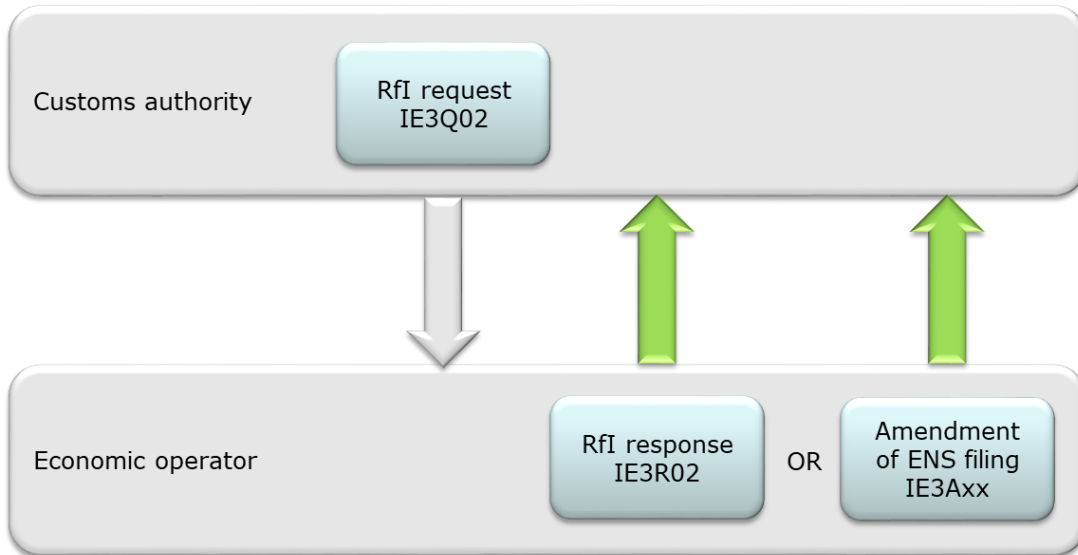 Customs authority
RfI request
IE3Q02
Economic operator
RfI response
IE3R02
OR
Amendment
of ENS filing
IE3Axx